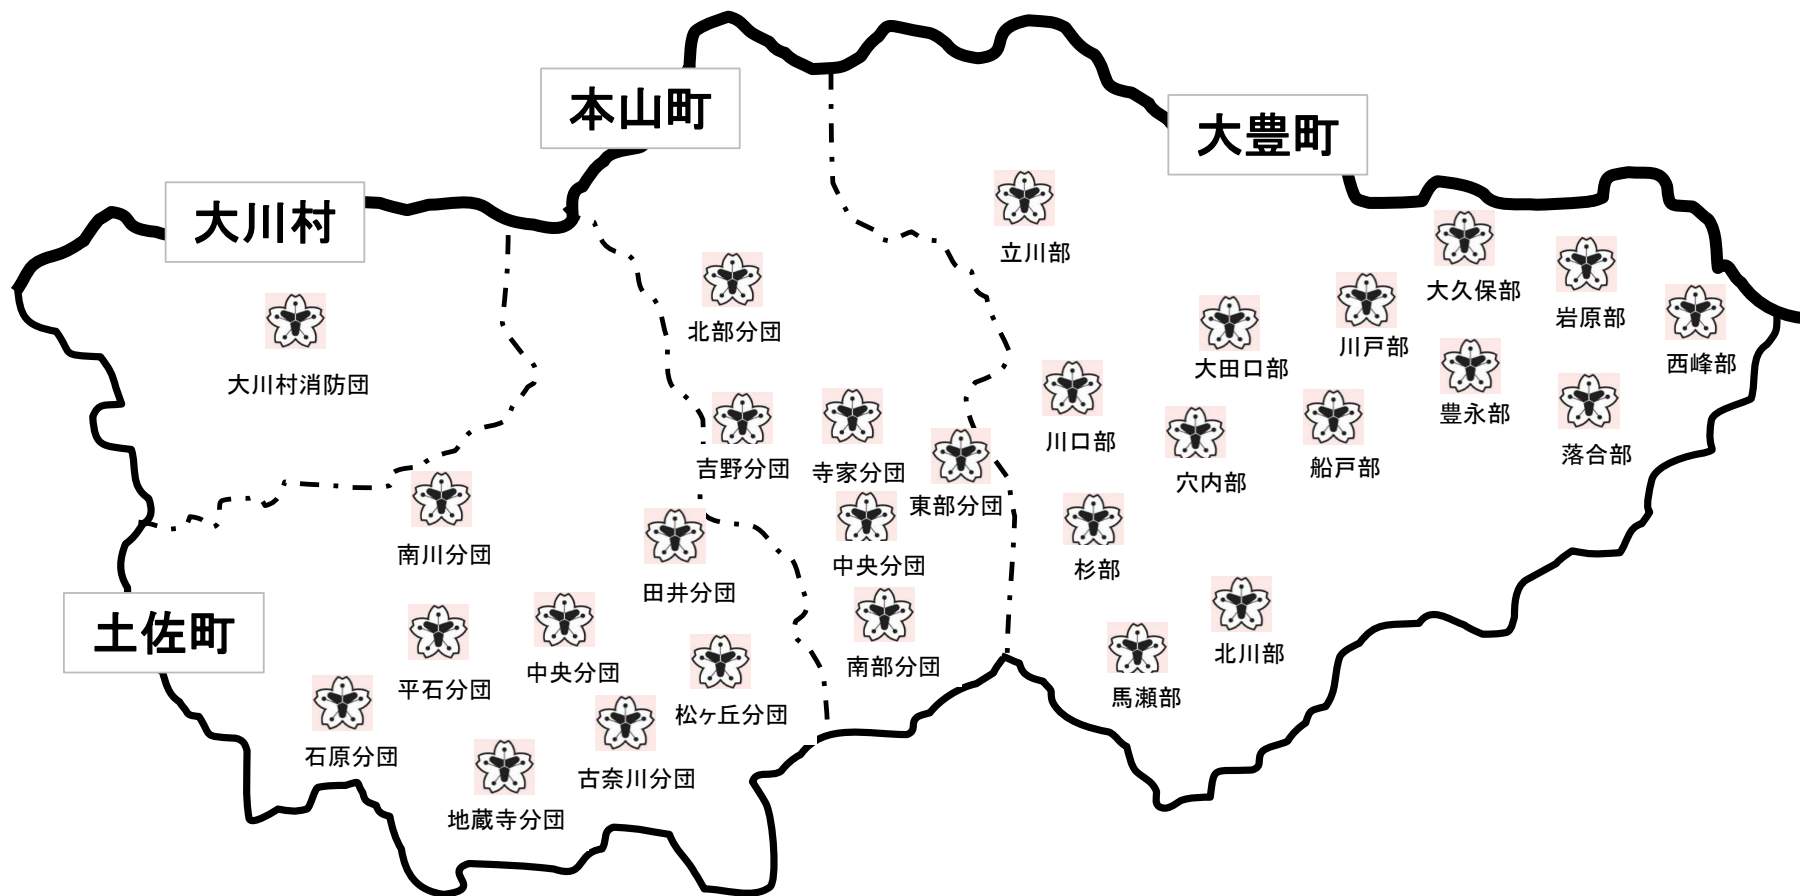 本山町
大豊町
大川村
立川部
大久保部
北部分団
岩原部
川戸部
西峰部
大田口部
大川村消防団
豊永部
川口部
落合部
吉野分団
寺家分団
船戸部
穴内部
東部分団
南川分団
中央分団
杉部
田井分団
土佐町
北川部
南部分団
中央分団
平石分団
馬瀬部
松ヶ丘分団
石原分団
古奈川分団
地蔵寺分団